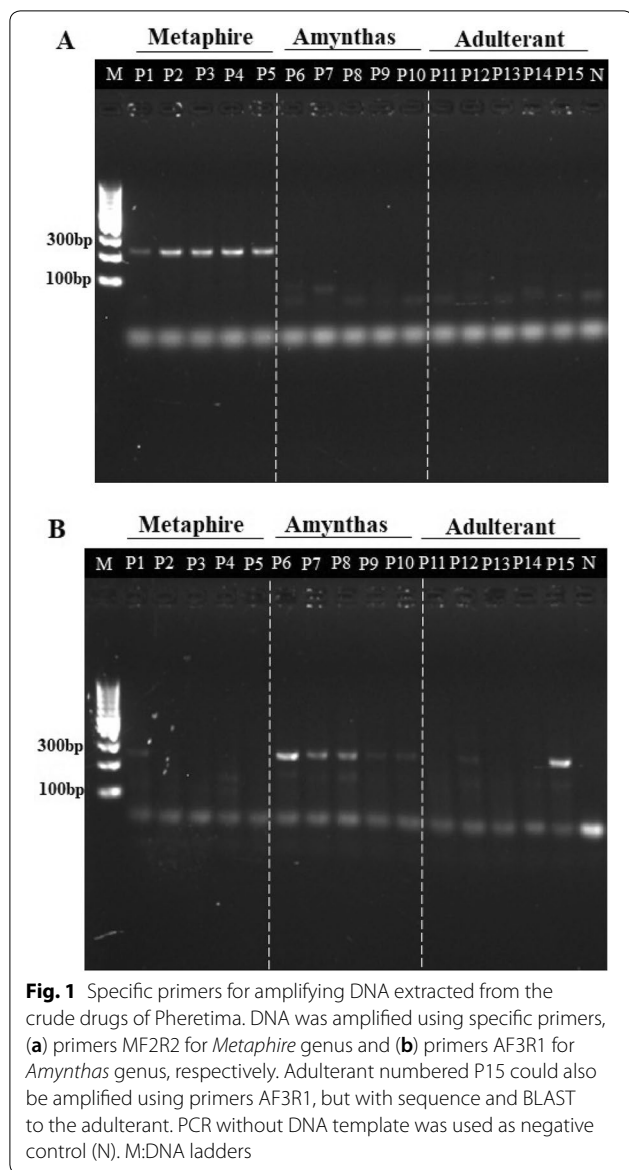 A
Metaphire Amynthas Adulterant
M P1 P2 P3 P4 P5 P6 P7 P8 P9 P10 P11 P12 P13 P14 P15 N
300bp
100bp
B
Metaphire Amynthas Adulterant
M P1 P2 P3 P4 P5 P6 P7 P8 P9 P10 P11 P12 P13 P14 P15 N
300bp
100bp
Fig. 1 Specific primers for amplifying DNA extracted from the
crude drugs of Pheretima. DNA was amplified using specific primers,
(a) primers MF2R2 for Metaphire genus and (b) primers AF3R1 for
Amynthas genus, respectively. Adulterant numbered P15 could also
be amplified using primers AF3R1, but with sequence and BLAST
to the adulterant. PCR without DNA template was used as negative
control (N). M:DNA ladders